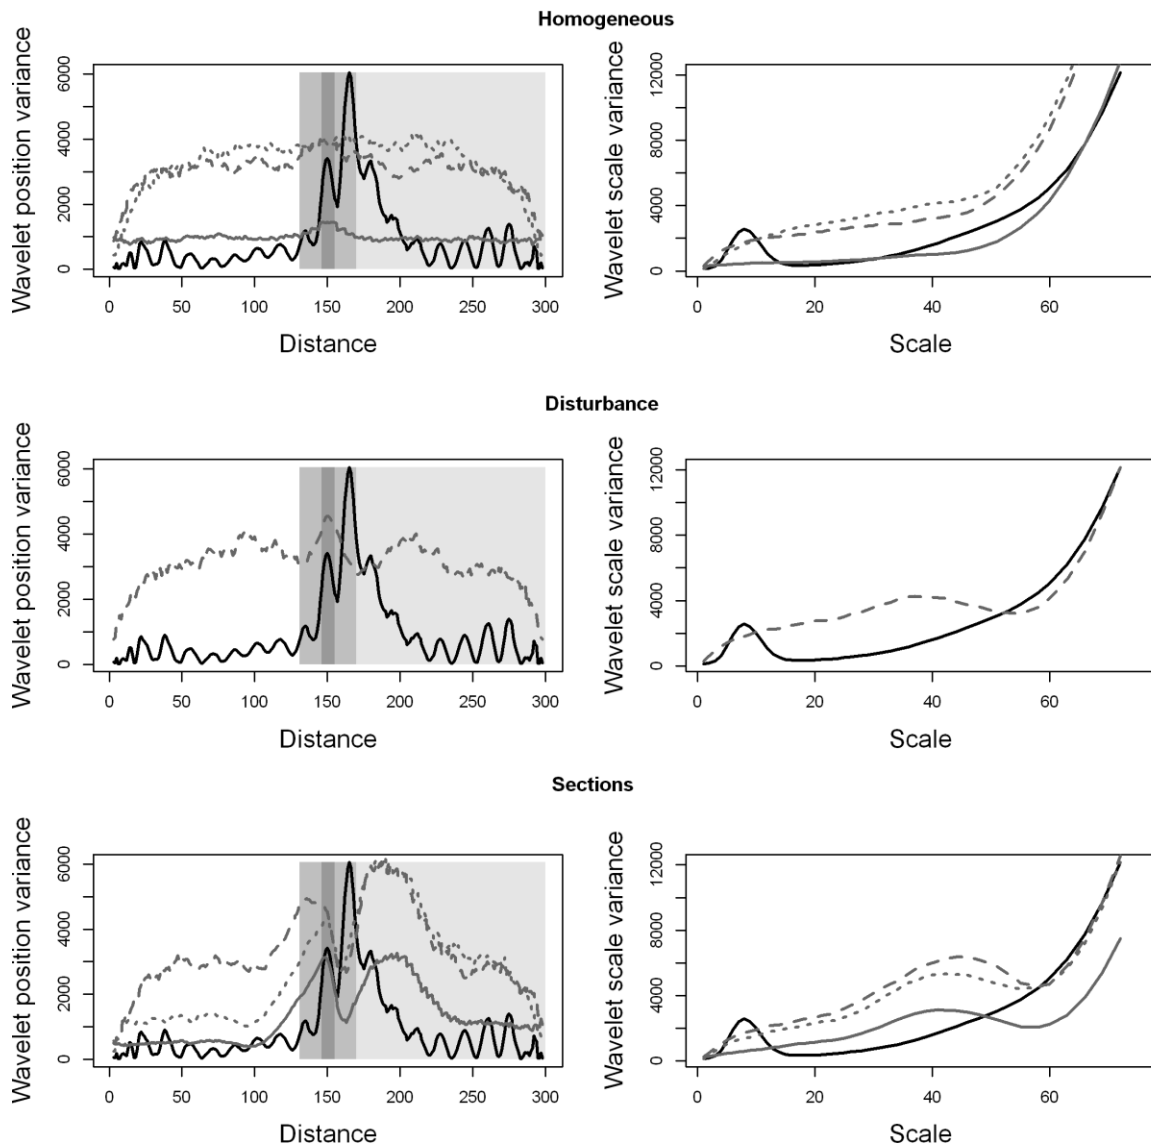 Homogeneous
Wavelet position variance
0 2000 4000 6000
0 50 100 150 200 250 300
Distance
Wavelet scale variance
0 4000 8000 12000
0 20 40 60
Scale
Disturbance
Wavelet position variance
0 2000 4000 6000
0 50 100 150 200 250 300
Distance
Wavelet scale variance
0 4000 8000 12000
0 20 40 60
Scale
Sections
Wavelet position variance
0 2000 4000 6000
0 50 100 150 200 250 300
Distance
Wavelet scale variance
0 4000 8000 12000
0 20 40 60
Scale